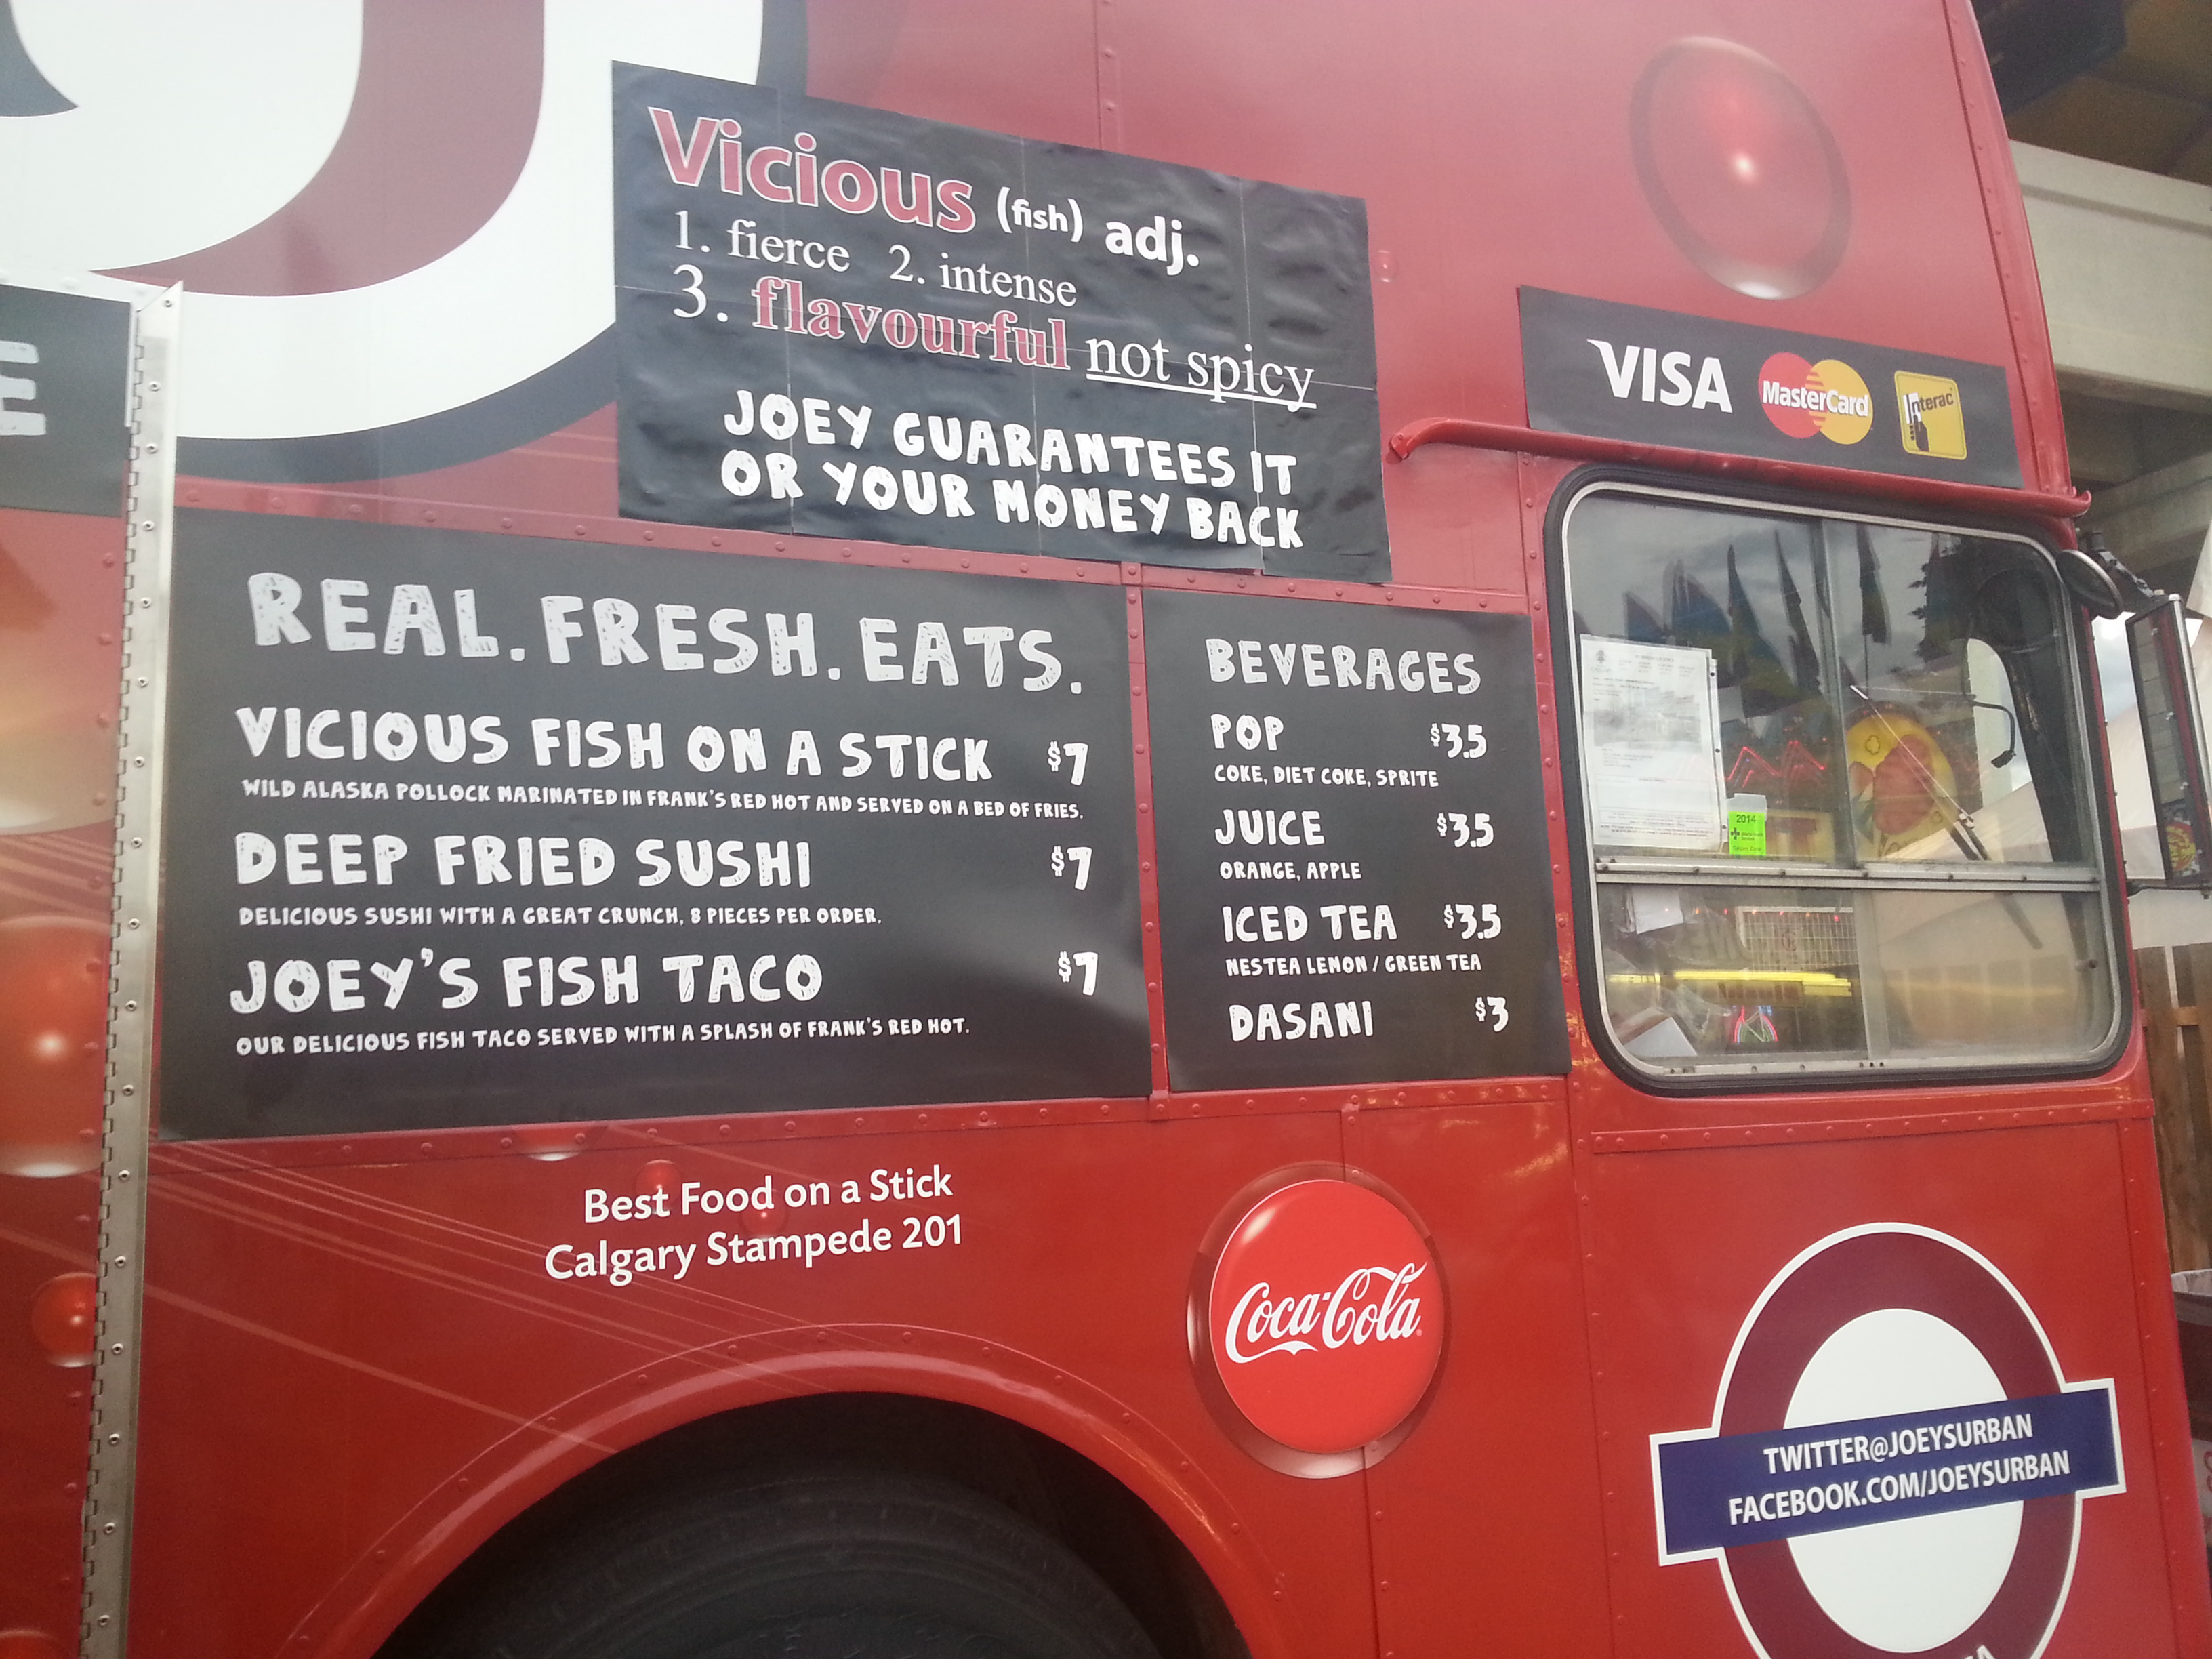 Vicious (fish) adj.
1. fierce 2. intense
3. flavourful not spicy
JOEY GUARANTEES IT
OR YOUR MONEY BACK
VISA MasterCard Interac
E
REAL. FRESH. EATS.
VICIOUS FISH ON A STICK $7
WILD ALASKA POLLOCK MARINATED IN FRANK'S RED HOT AND SERVED ON A BED OF FRIES.
DEEP FRIED SUSHI $7
DELICIOUS SUSHI WITH A GREAT CRUNCH, 8 PIECES PER ORDER.
JOEY'S FISH TACO $7
OUR DELICIOUS FISH TACO SERVED WITH A SPLASH OF FRANK'S RED HOT.
BEVERAGES
POP $3.5
COKE, DIET COKE, SPRITE
JUICE $3.5
ORANGE, APPLE
ICED TEA $3.5
NESTEA LEMON / GREEN TEA
DASANI $3
2014
Best Food on a Stick
Calgary Stampede 201
Coca-Cola
TWITTER@JOEYSURBAN
FACEBOOK.COM/JOEYSURBAN